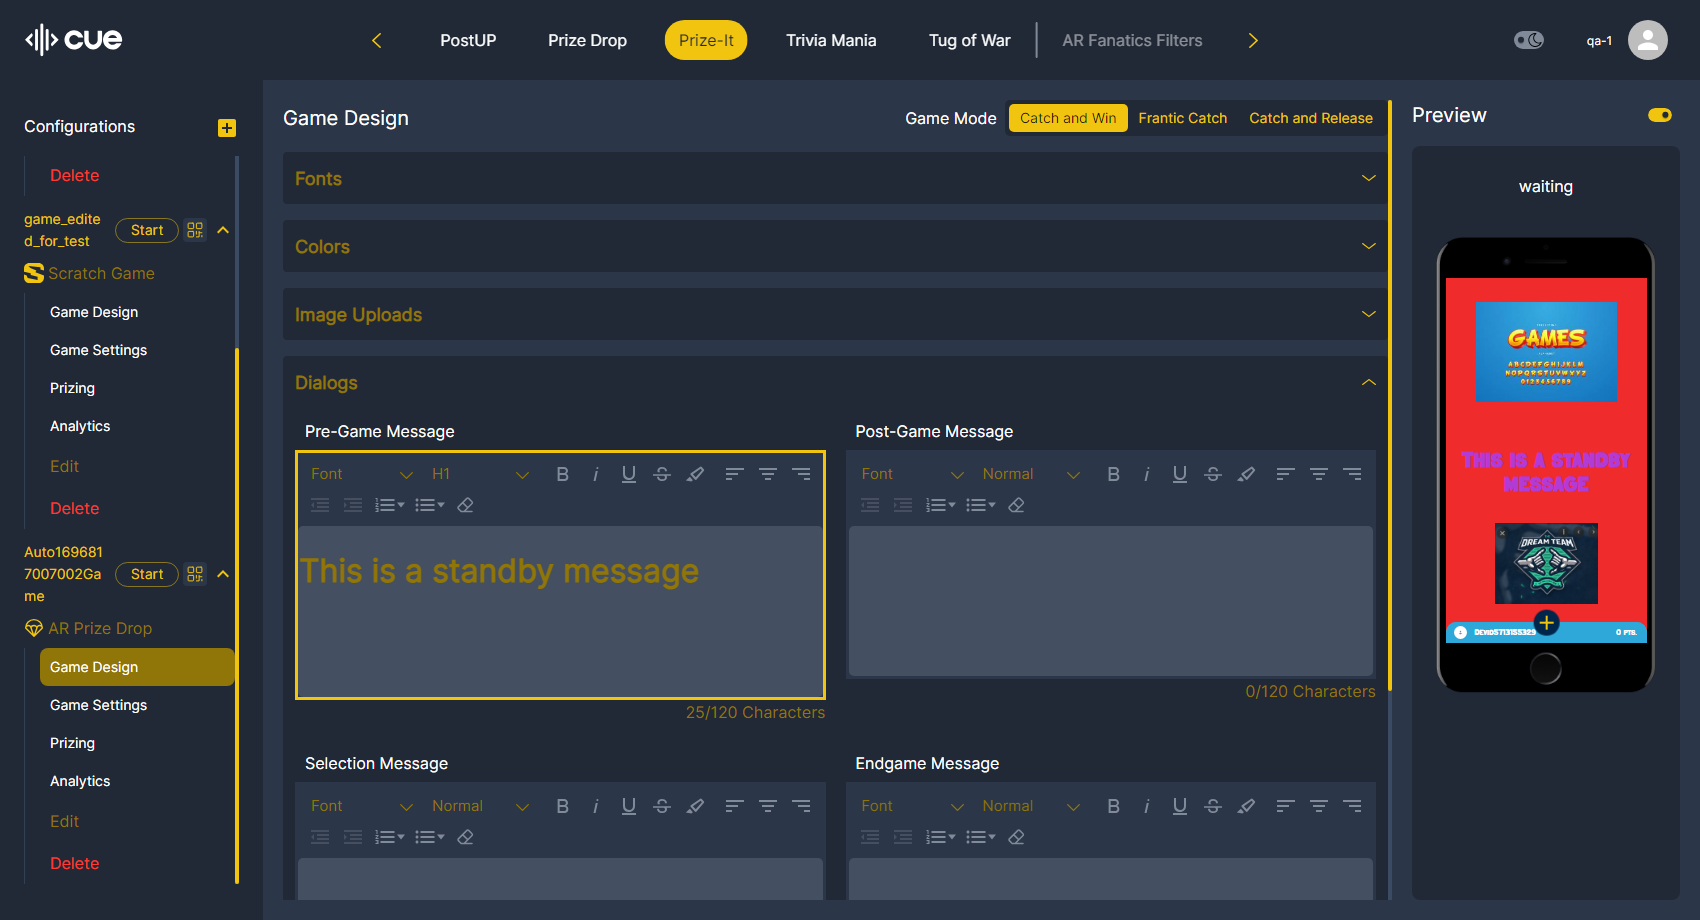 cue
PostUP
Prize Drop
Prize-It
Trivia Mania
Tug of War
AR Fanatics Filters
qa-1
Configurations
Delete
game_edite
d_for_test
Start
Scratch Game
Game Design
Game Settings
Prizing
Analytics
Edit
Delete
Auto169681
7007002Ga
me
Start
AR Prize Drop
Game Design
Game Settings
Prizing
Analytics
Edit
Delete
Game Design
Game Mode
Catch and Win
Frantic Catch
Catch and Release
Fonts
Colors
Image Uploads
Dialogs
Pre-Game Message
Font
H1
This is a standby message
25/120 Characters
Post-Game Message
Font
Normal
0/120 Characters
Selection Message
Font
Normal
Endgame Message
Font
Normal
Preview
waiting
GAMES
ABCDEFGHIJKLM
NOPQRSTUVWXYZ
0123456789
THIS IS A STANDBY
MESSAGE
DREAM TEAM
0 PTS.